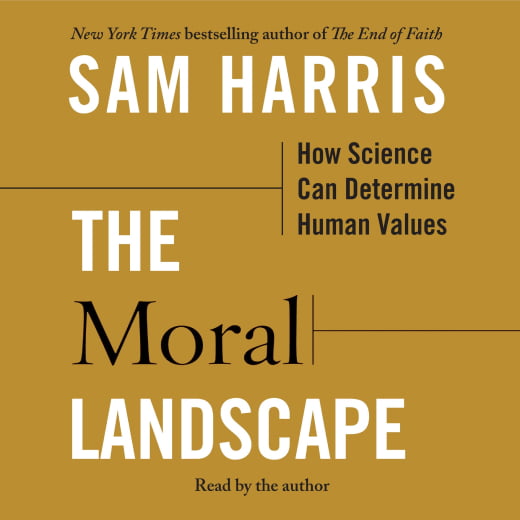 New York Times bestselling author of The End of Faith
SAM HARRIS
How Science
Can Determine
Human Values
THE
Moral
LANDSCAPE
Read by the author